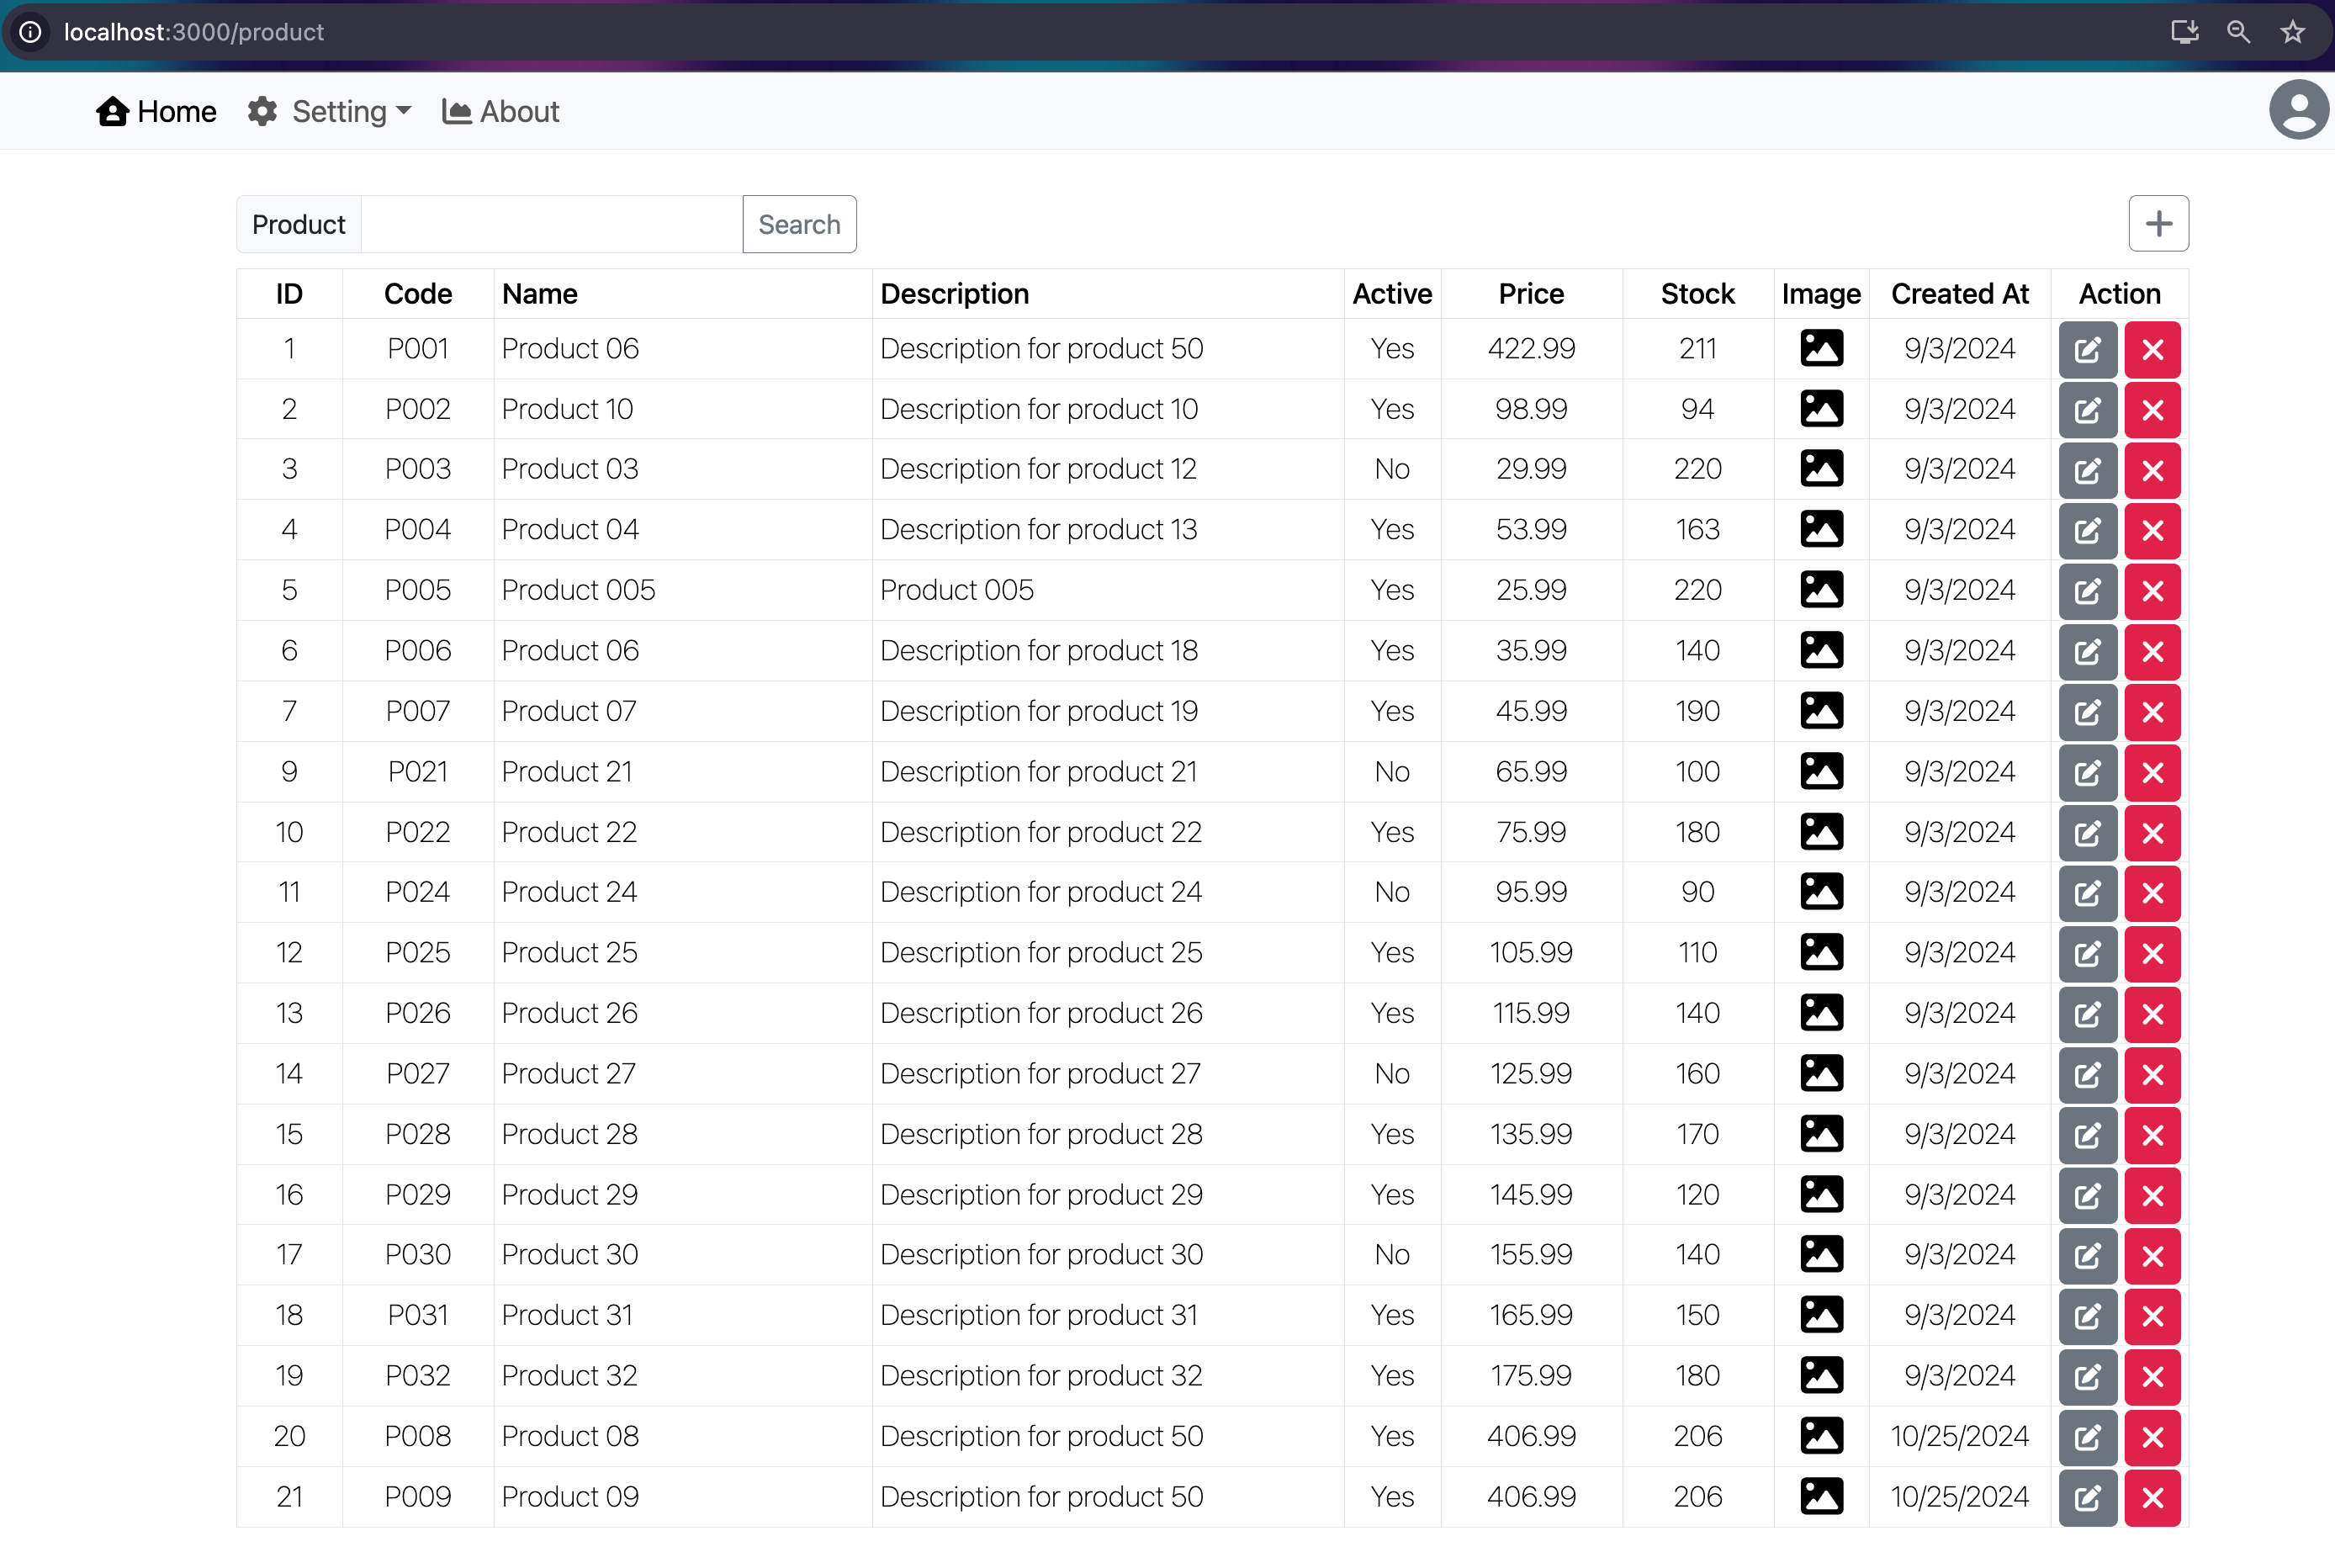 localhost:3000/product
Home Setting About
Product Search
ID Code Name Description Active Price Stock Image Created At Action
1 P001 Product 06 Description for product 50 Yes 422.99 211 9/3/2024
2 P002 Product 10 Description for product 10 Yes 98.99 94 9/3/2024
3 P003 Product 03 Description for product 12 No 29.99 220 9/3/2024
4 P004 Product 04 Description for product 13 Yes 53.99 163 9/3/2024
5 P005 Product 005 Product 005 Yes 25.99 220 9/3/2024
6 P006 Product 06 Description for product 18 Yes 35.99 140 9/3/2024
7 P007 Product 07 Description for product 19 Yes 45.99 190 9/3/2024
9 P021 Product 21 Description for product 21 No 65.99 100 9/3/2024
10 P022 Product 22 Description for product 22 Yes 75.99 180 9/3/2024
11 P024 Product 24 Description for product 24 No 95.99 90 9/3/2024
12 P025 Product 25 Description for product 25 Yes 105.99 110 9/3/2024
13 P026 Product 26 Description for product 26 Yes 115.99 140 9/3/2024
14 P027 Product 27 Description for product 27 No 125.99 160 9/3/2024
15 P028 Product 28 Description for product 28 Yes 135.99 170 9/3/2024
16 P029 Product 29 Description for product 29 Yes 145.99 120 9/3/2024
17 P030 Product 30 Description for product 30 No 155.99 140 9/3/2024
18 P031 Product 31 Description for product 31 Yes 165.99 150 9/3/2024
19 P032 Product 32 Description for product 32 Yes 175.99 180 9/3/2024
20 P008 Product 08 Description for product 50 Yes 406.99 206 10/25/2024
21 P009 Product 09 Description for product 50 Yes 406.99 206 10/25/2024